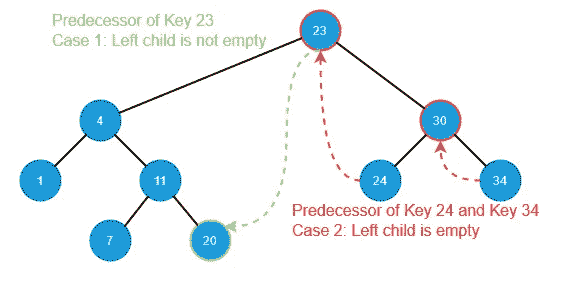 Predecessor of Key 23
Case 1: Left child is not empty
23
4
30
1
11
24
34
7
20
Predecessor of Key 24 and Key 34
Case 2: Left child is empty